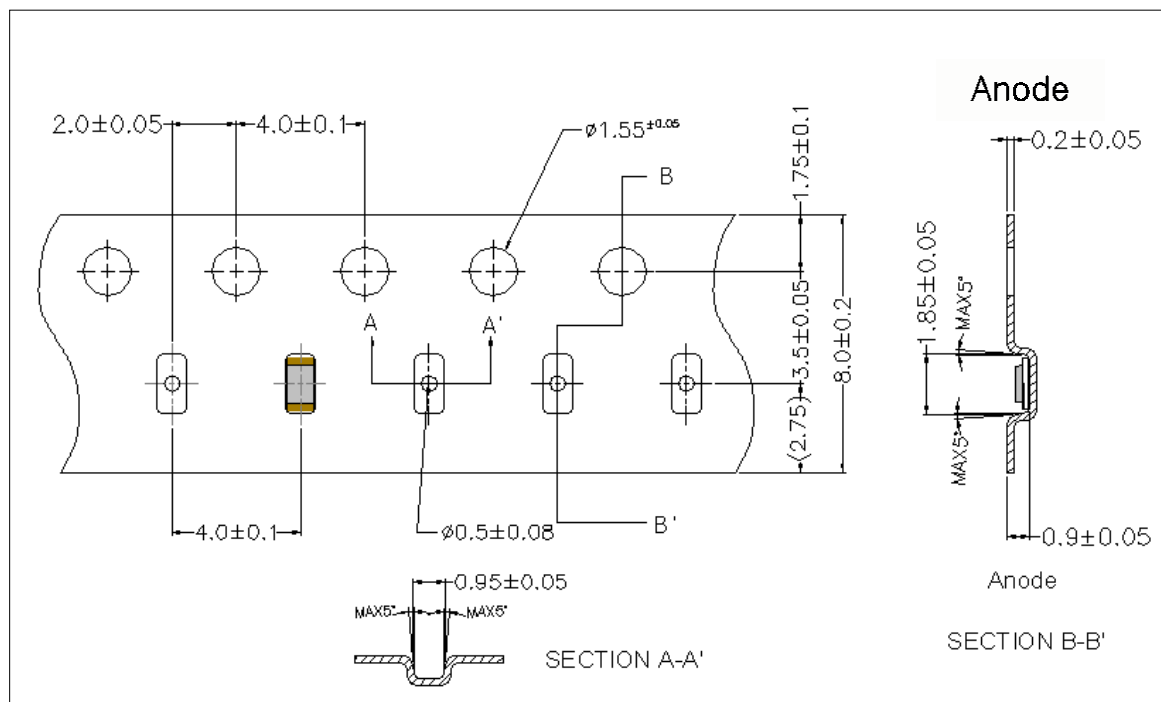 Anode
2.0±0.05
4.0±0.1
ø1.55±0.05
1.75±0.1
0.2±0.05
B
A
A'
3.5±0.05
8.0±0.2
1.85±0.05
MAX5°
MAX5°
(2.75)
4.0±0.1
ø0.5±0.08
B'
0.9±0.05
0.95±0.05
MAX5°
MAX5°
Anode
SECTION A-A'
SECTION B-B'